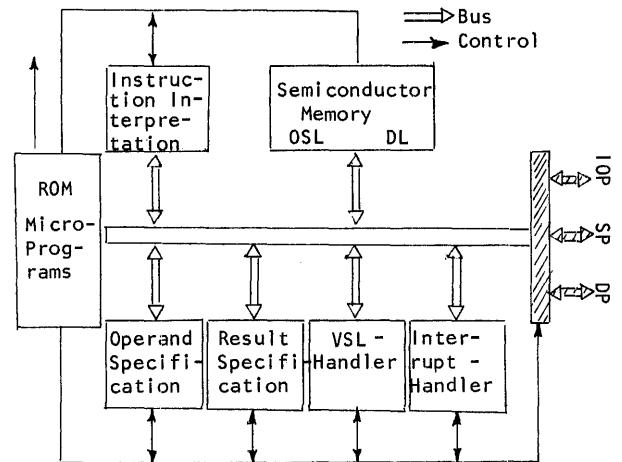 Bus
Control
Instruc-
tion In-
terpre-
tation
Semiconductor
Memory
OSL DL
ROM
Micro-
Pro-
grams
IOP
SP
DP
Operand
Specifi-
cation
Result
Specifi-
cation
VSL -
Handler
Inter-
rupt -
Handler